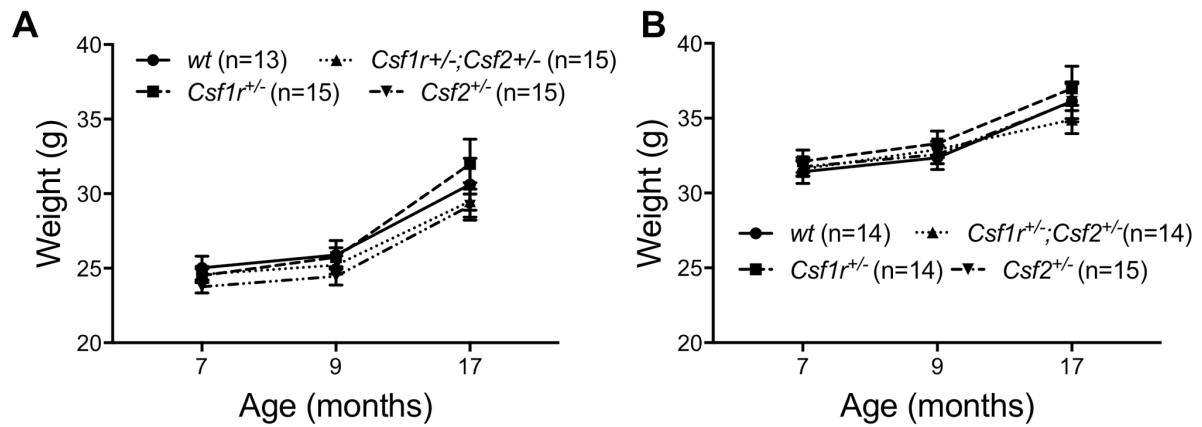 A
40
35
30
25
20
Weight (g)
wt (n=13)
Csf1r+/-;Csf2+/- (n=15)
Csf1r+/- (n=15)
Csf2+/- (n=15)
7
9
17
Age (months)
B
40
35
30
25
20
Weight (g)
wt (n=14)
Csf1r+/-;Csf2+/-(n=14)
Csf1r+/- (n=14)
Csf2+/- (n=15)
7
9
17
Age (months)